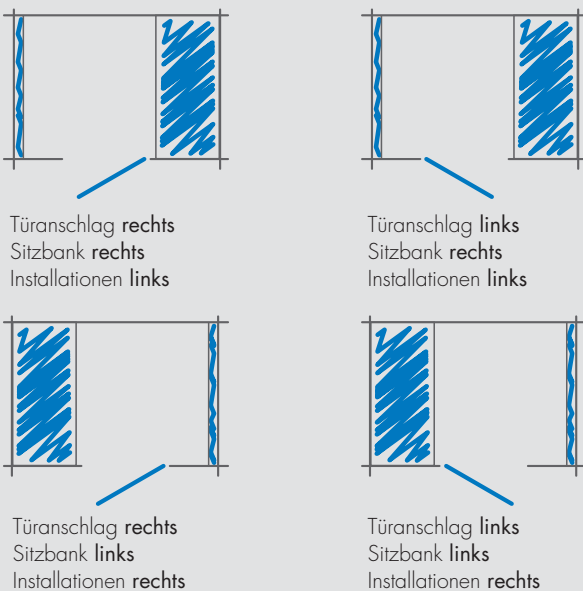 Türanschlag rechts
Sitzbank rechts
Installationen links
Türanschlag links
Sitzbank rechts
Installationen links
Türanschlag rechts
Sitzbank links
Installationen rechts
Türanschlag links
Sitzbank links
Installationen rechts